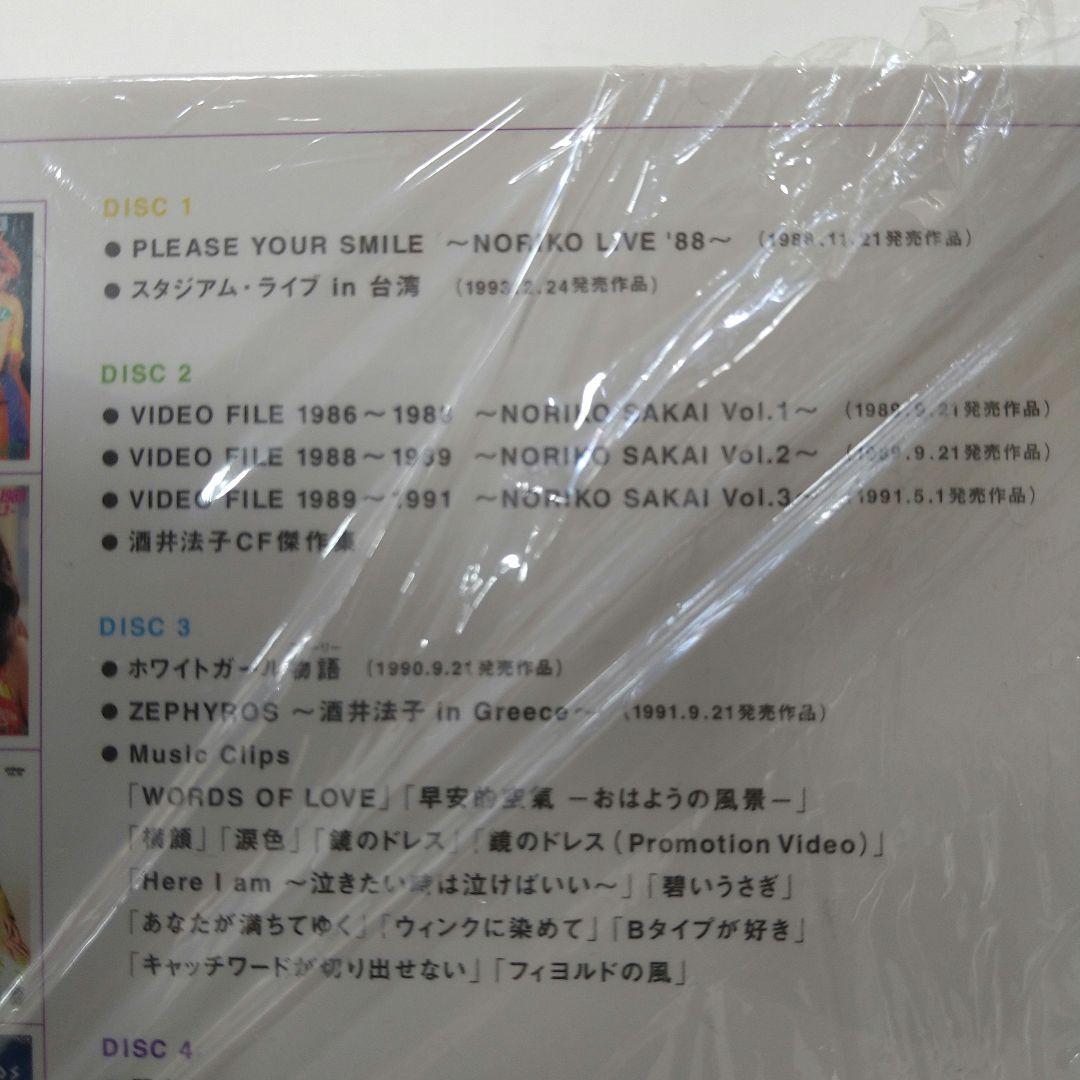 DISC 1
● PLEASE YOUR SMILE ～NORIKO LIVE '88～ (1988.11.21発売作品)
● スタジアム・ライブ in 台湾 (1993.2.24発売作品)
DISC 2
● VIDEO FILE 1986～1988 ～NORIKO SAKAI Vol.1～ (1989.9.21発売作品)
● VIDEO FILE 1988～1989 ～NORIKO SAKAI Vol.2～ (1989.9.21発売作品)
● VIDEO FILE 1989～1991 ～NORIKO SAKAI Vol.3～ (1991.5.1発売作品)
● 酒井法子CF傑作集
DISC 3
● ホワイトガール物語 (1990.9.21発売作品)
● ZEPHYROS ～酒井法子 in Greece～ (1991.9.21発売作品)
● Music Clips
「WORDS OF LOVE」「早安的空氣 －おはようの風景－」
「横顔」「涙色」「鏡のドレス」「鏡のドレス(Promotion Video)」
「Here I am ～泣きたい時は泣けばいい～」「碧いうさぎ」
「あなたが満ちてゆく」「ウィンクに染めて」「Bタイプが好き」
「キャッチワードが切り出せない」「フィヨルドの風」
DISC 4